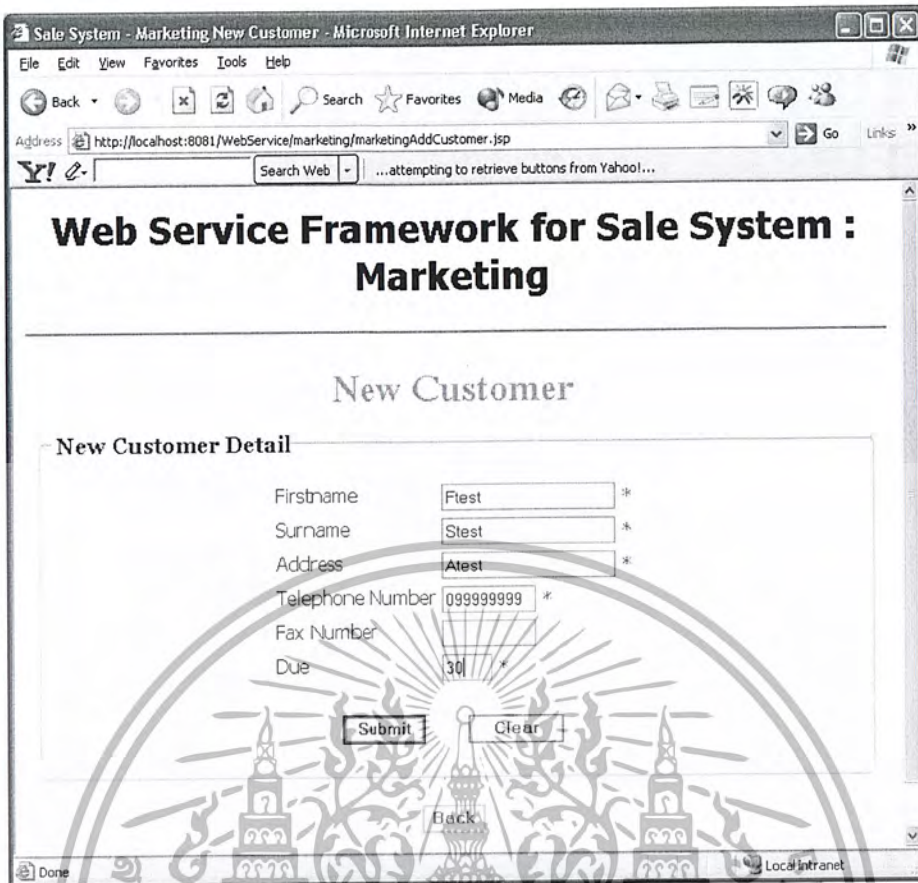 Sale System - Marketing New Customer - Microsoft Internet Explorer
File Edit View Favorites Tools Help
Back Search Favorites Media
Address http://localhost:8081/WebService/marketing/marketingAddCustomer.jsp Go Links »
Y! Search Web ...attempting to retrieve buttons from Yahoo!...
Web Service Framework for Sale System :
Marketing
New Customer
New Customer Detail
Firstname Ftest *
Surname Stest *
Address Atest *
Telephone Number 099999999 *
Fax Number
Due 30 *
Submit Clear
Back
Done Local intranet